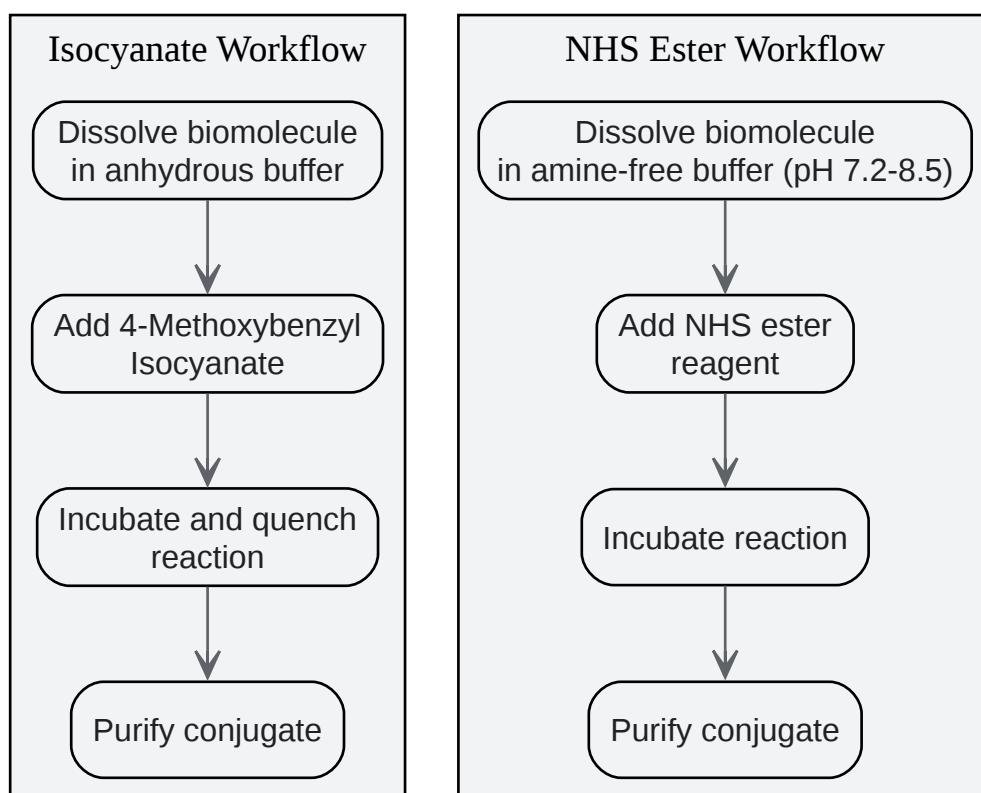 Isocyanate Workflow
Dissolve biomolecule
in anhydrous buffer
Add 4-Methoxybenzyl
Isocyanate
Incubate and quench
reaction
Purify conjugate
NHS Ester Workflow
Dissolve biomolecule
in amine-free buffer (pH 7.2-8.5)
Add NHS ester
reagent
Incubate reaction
Purify conjugate